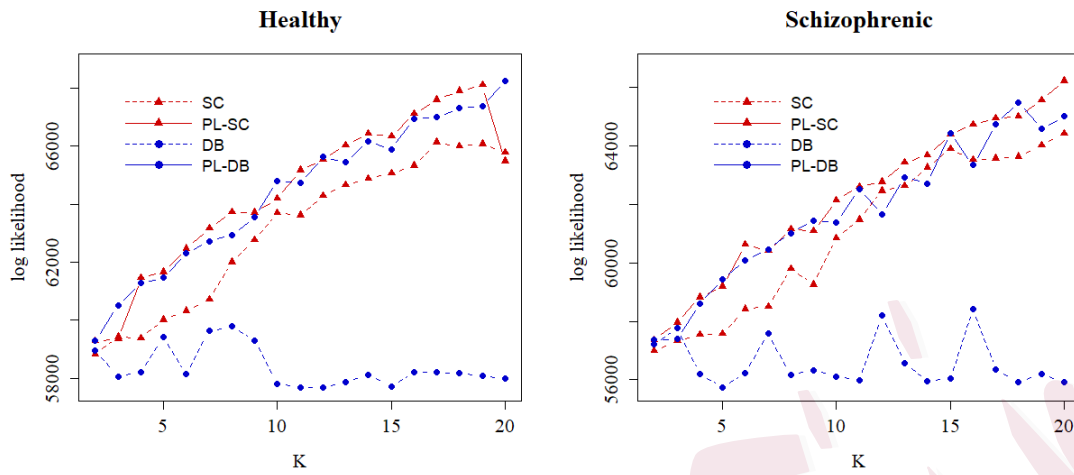 Healthy
SC
PL-SC
DB
PL-DB
log likelihood
58000
62000
66000
5
10
15
20
K
Schizophrenic
SC
PL-SC
DB
PL-DB
log likelihood
56000
60000
64000
5
10
15
20
K